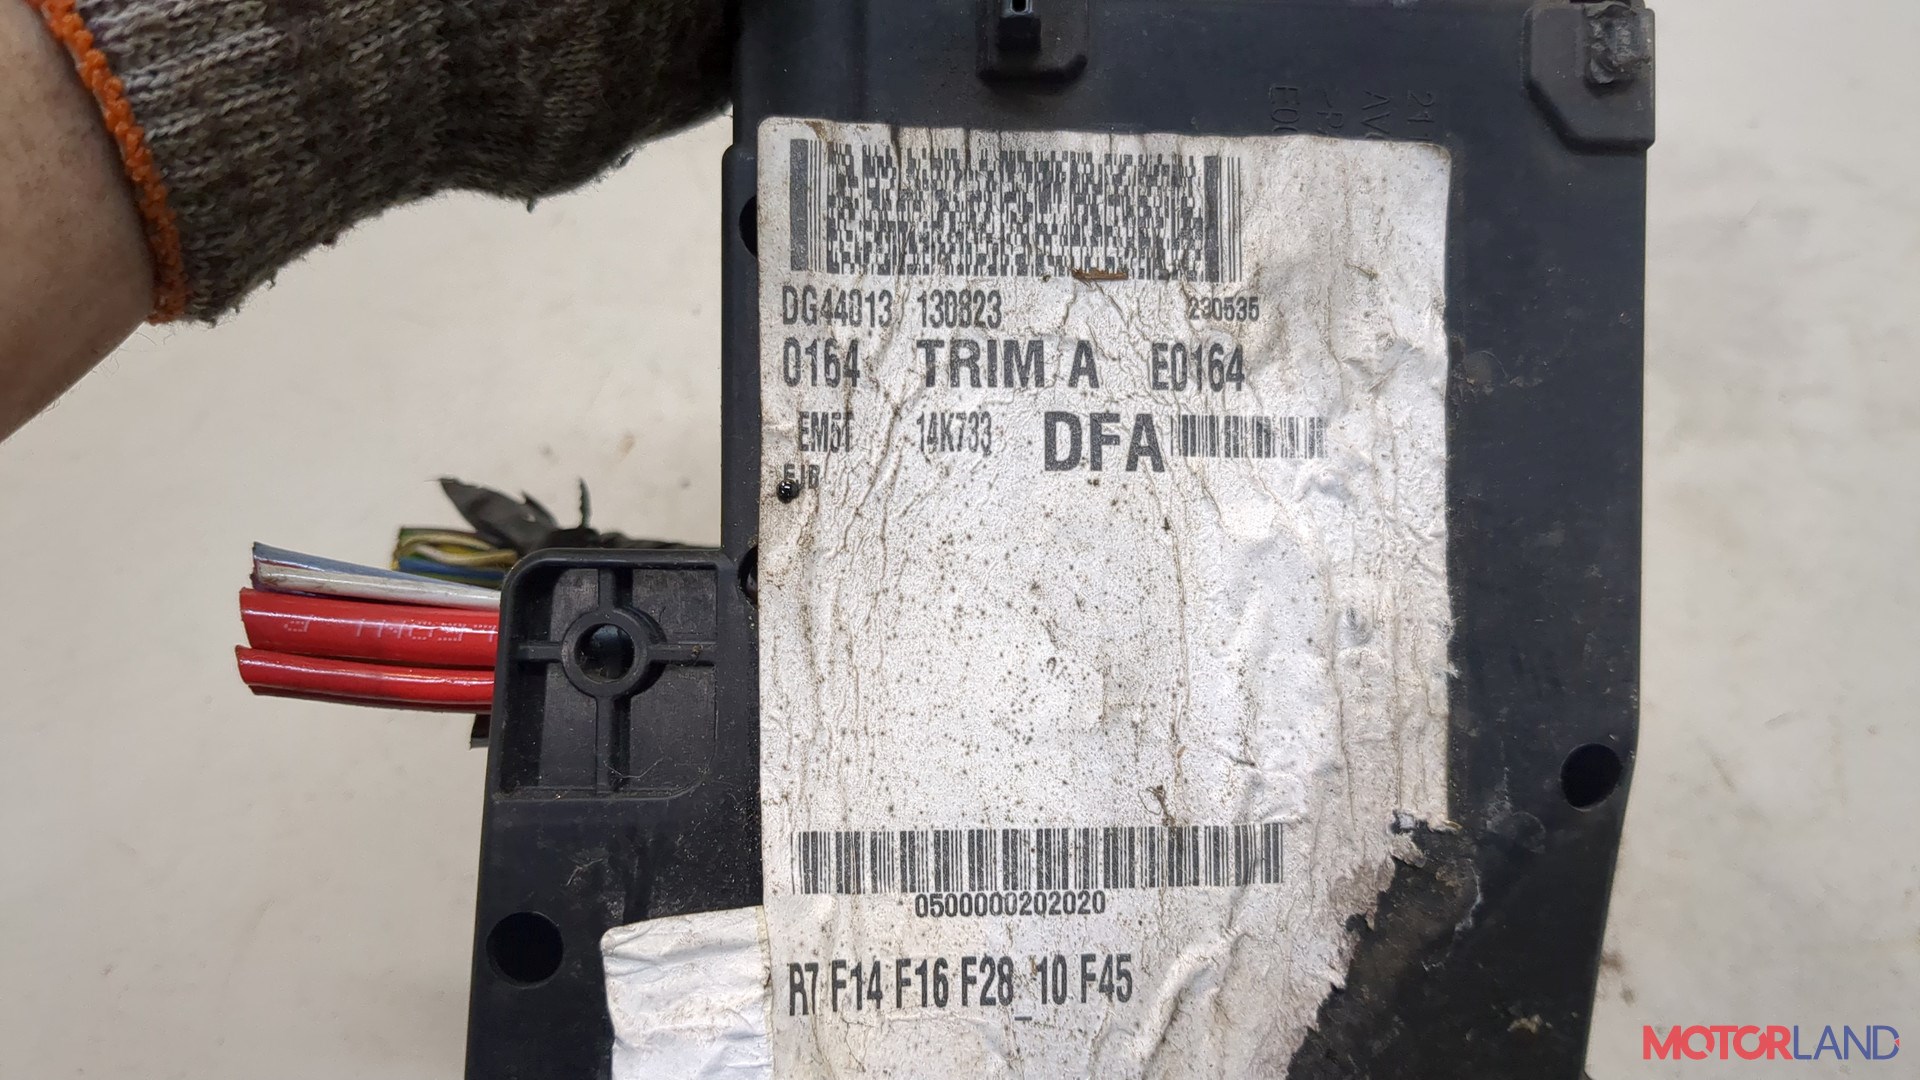 DG44013 130823 230535
0164 TRIM A E0164
EM5T 14K733 DFA
EJB
0500000202020
R7 F14 F16 F28_10 F45
MOTORLAND